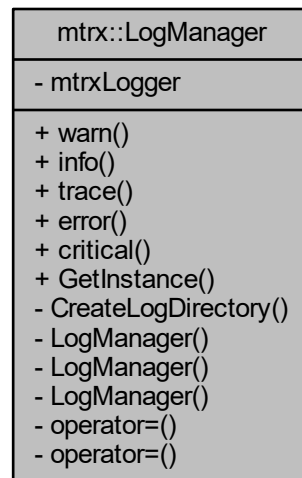 mtrx::LogManager
- mtrxLogger
+ warn()
+ info()
+ trace()
+ error()
+ critical()
+ GetInstance()
- CreateLogDirectory()
- LogManager()
- LogManager()
- LogManager()
- operator=()
- operator=()